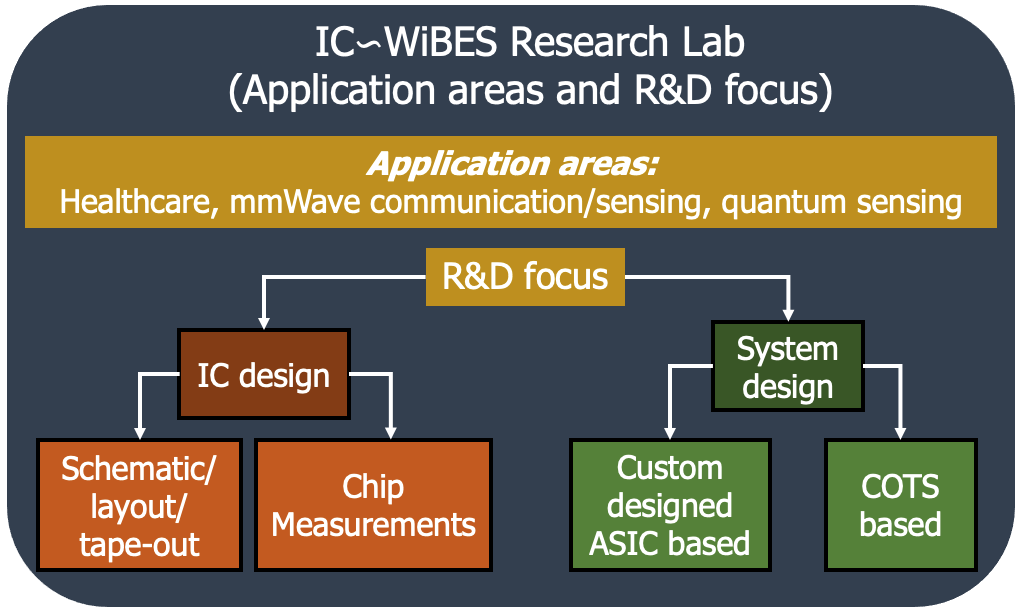 IC∽WiBES Research Lab
(Application areas and R&D focus)
Application areas:
Healthcare, mmWave communication/sensing, quantum sensing
R&D focus
IC design
System
design
Schematic/
layout/
tape-out
Chip
Measurements
Custom
designed
ASIC based
COTS
based